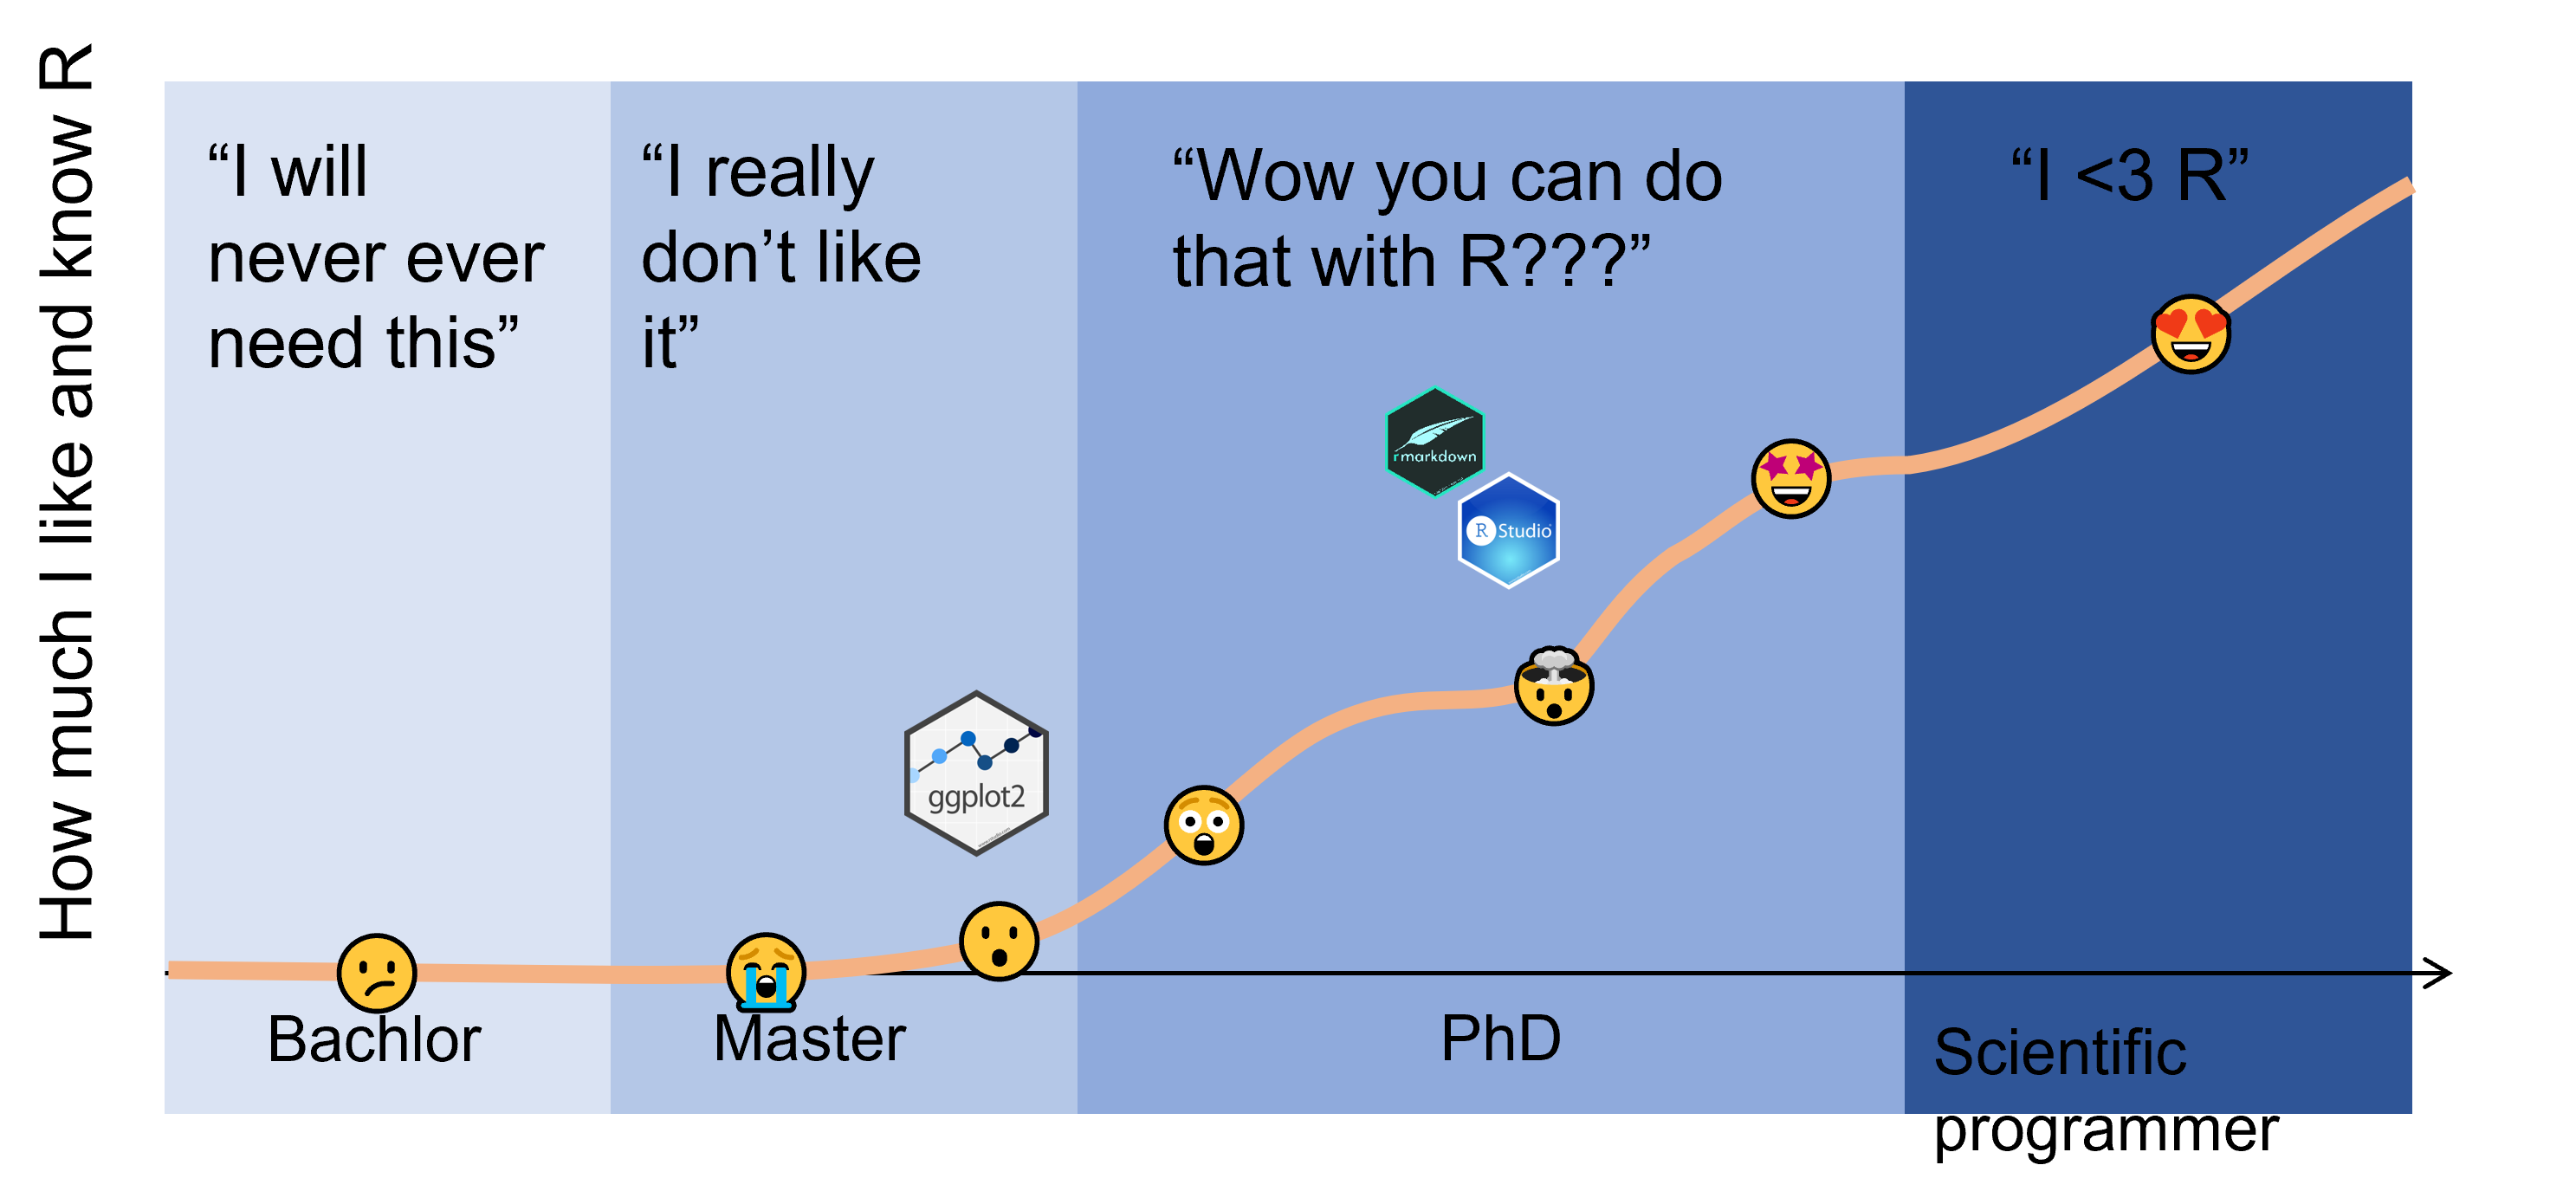 How much I like and know R
“I will
never ever
need this”
“I really
don’t like
it”
“Wow you can do
that with R???”
“I <3 R”
rmarkdown
R Studio
ggplot2
Bachlor
Master
PhD
Scientific
programmer